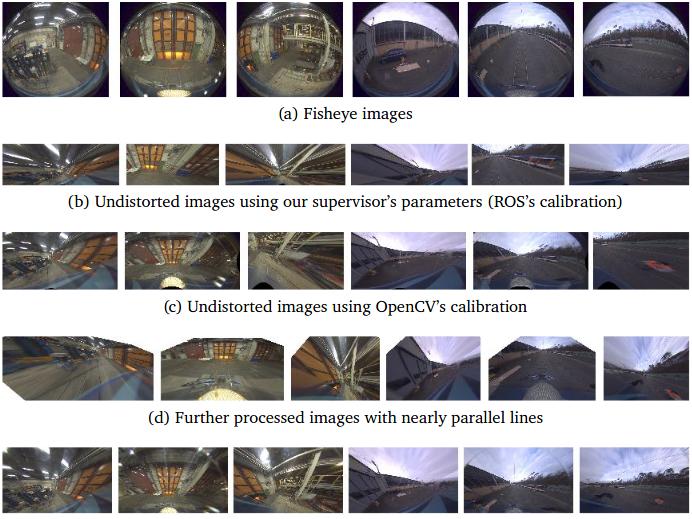 (a) Fisheye images
(b) Undistorted images using our supervisor's parameters (ROS's calibration)
(c) Undistorted images using OpenCV's calibration
(d) Further processed images with nearly parallel lines